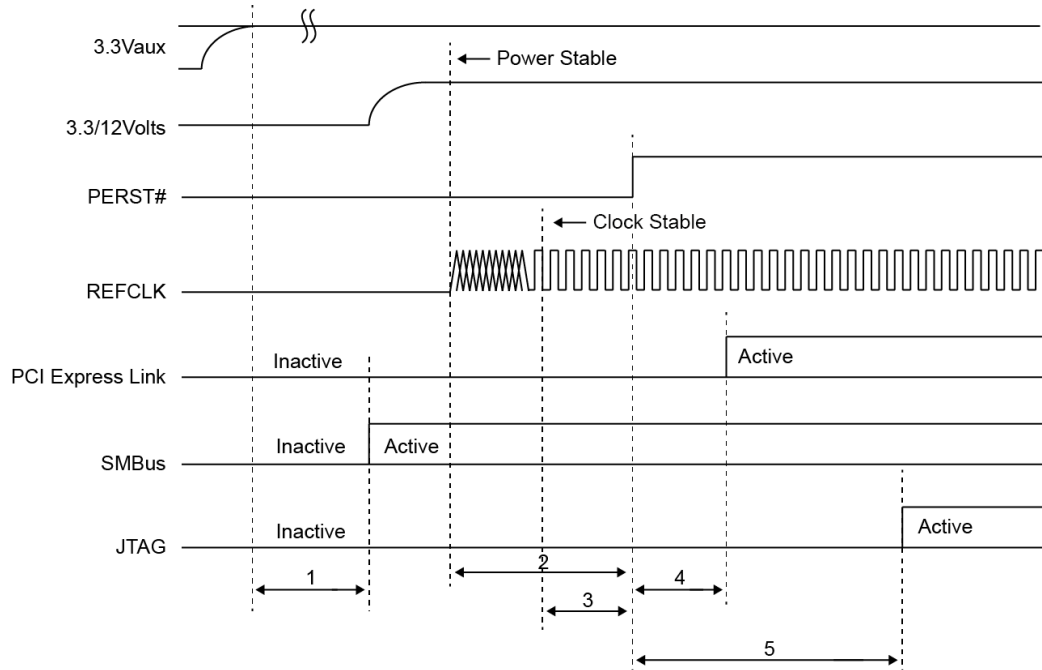 3.3Vaux
Power Stable
3.3/12Volts
PERST#
Clock Stable
REFCLK
Inactive
Active
PCI Express Link
Inactive
Active
SMBus
Inactive
Active
JTAG
1
2
3
4
5